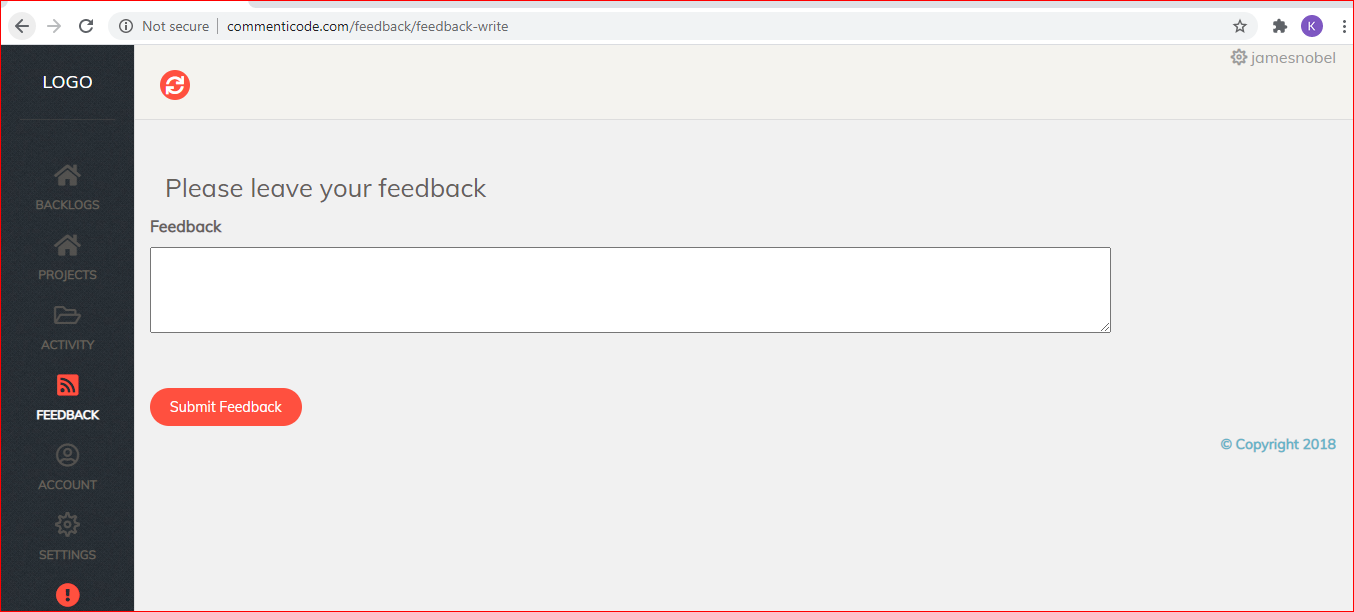 Not secure commenticode.com/feedback/feedback-write K
LOGO
jamesnobel
BACKLOGS
PROJECTS
ACTIVITY
FEEDBACK
ACCOUNT
SETTINGS
Please leave your feedback
Feedback
Submit Feedback
© Copyright 2018